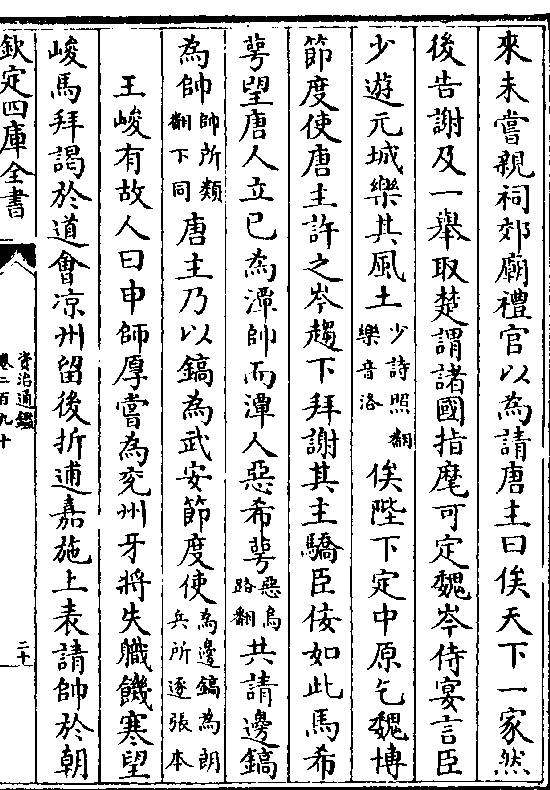 來未嘗親祠郊廟禮官以為請唐主曰俟天下一家然
後告謝及一舉取楚謂諸國指麾可定魏岑侍宴言臣
少遊元城樂其風土少詩照翻樂音洛俟陛下定中原乞魏博
節度使唐主許之岑趨下拜謝其主驕臣佞如此馬希
萼望唐人立已為潭帥而潭人惡希萼惡烏路翻共請邊鎬
為帥帥所類翻下同唐主乃以鎬為武安節度使為邊鎬為朗兵所逐張本
王峻有故人曰申師厚嘗為兖州牙將失職饑寒望
峻馬拜謁於道會凉州留後折逋嘉施上表請帥於朝
欽定四庫全書
資治通鑑
卷二百九十
二十